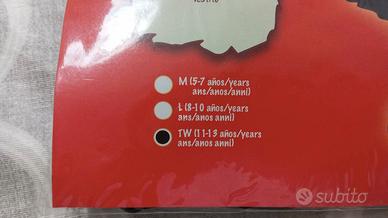 M (5-7 años/years
ans/anos/anni)
L (8-10 años/years
ans/anos/anni)
TW (11-13 años/years
ans/anos anni)
subito